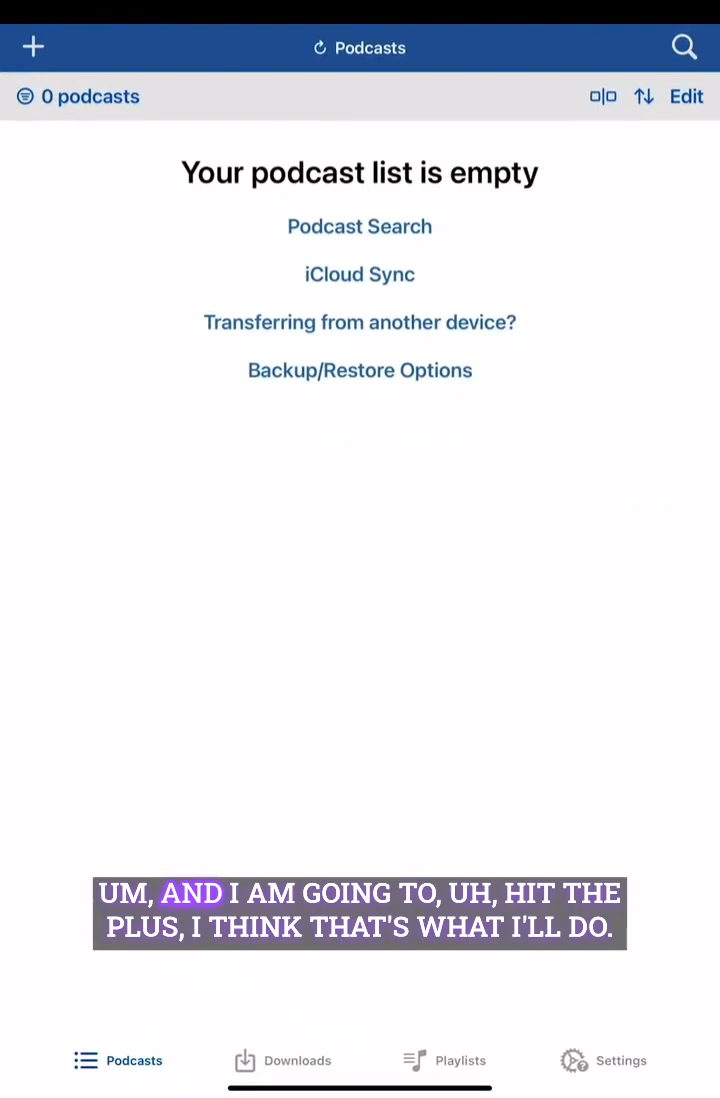 Podcasts
0 podcasts
Edit
Your podcast list is empty
Podcast Search
iCloud Sync
Transferring from another device?
Backup/Restore Options
UM, AND I AM GOING TO, UH, HIT THE
PLUS, I THINK THAT'S WHAT I'LL DO.
Podcasts
Downloads
Playlists
Settings